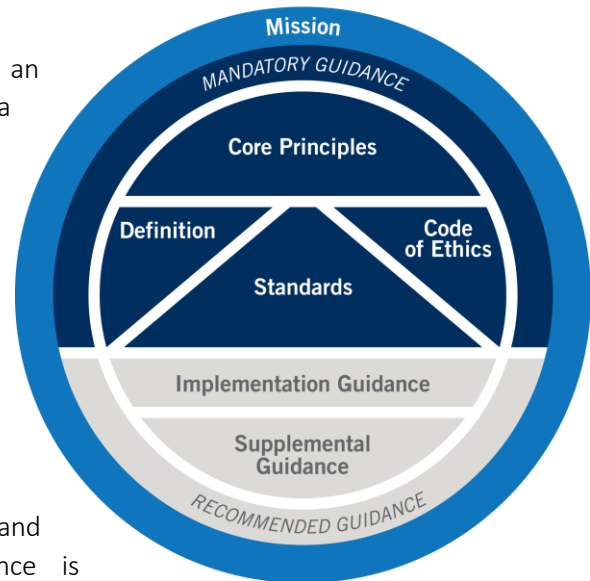 Mission
an
MANDATORY GUIDANCE
a
Core Principles
Definition
Code
of Ethics
Standards
Implementation Guidance
Supplemental
Guidance
RECOMMENDED GUIDANCE
and
is